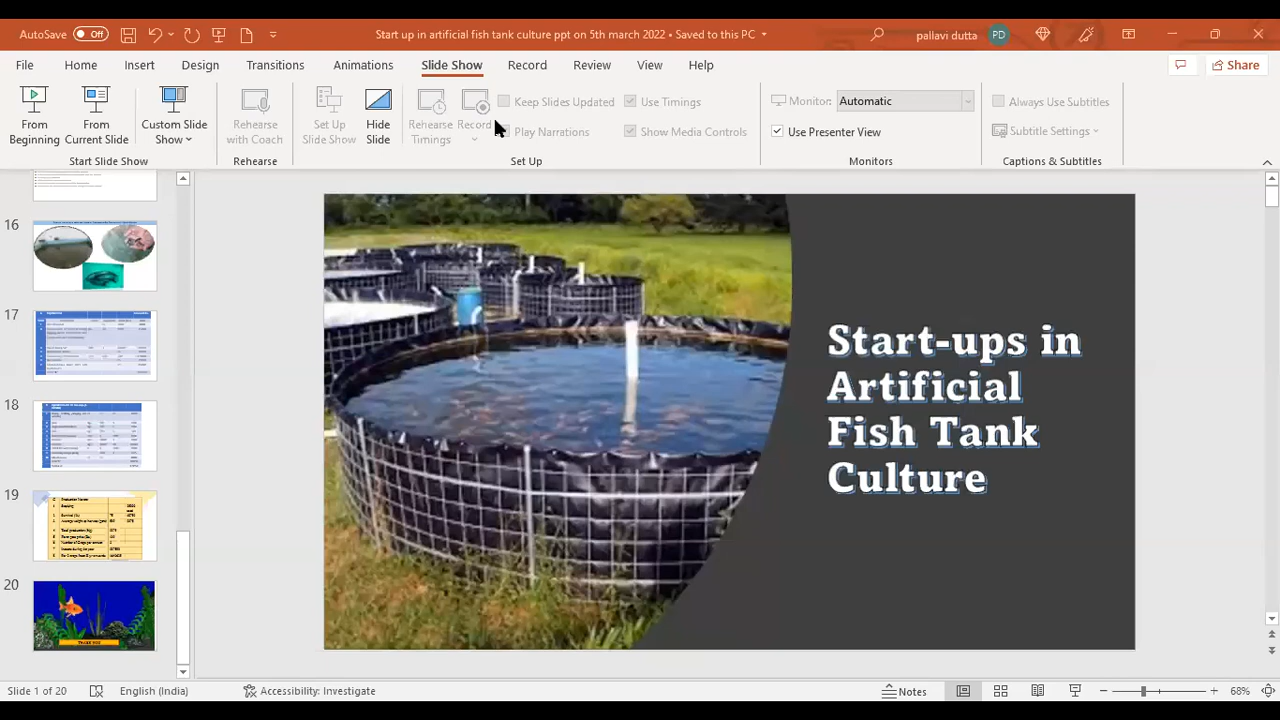 AutoSave Off Start up in artificial fish tank culture ppt on 5th march 2022 • Saved to this PC pallavi dutta PD
File Home Insert Design Transitions Animations Slide Show Record Review View Help Share
From Beginning
From Current Slide
Custom Slide Show
Start Slide Show
Rehearse with Coach
Rehearse
Set Up Slide Show
Hide Slide
Rehearse Timings
Record
Keep Slides Updated
Play Narrations
Use Timings
Show Media Controls
Set Up
Monitor: Automatic
Use Presenter View
Monitors
Always Use Subtitles
Subtitle Settings
Captions & Subtitles
16
17
18
19
20
Start-ups in
Artificial
Fish Tank
Culture
Slide 1 of 20 English (India) Accessibility: Investigate Notes 68%